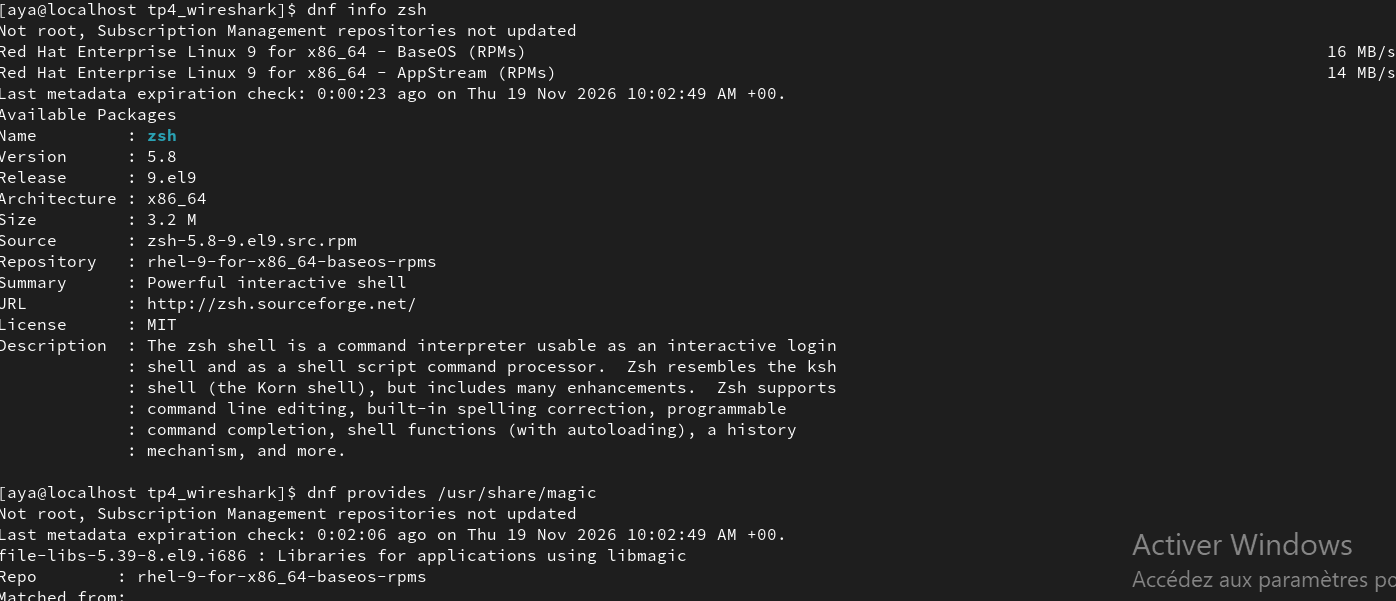 [aya@localhost tp4_wireshark]$ dnf info zsh
Not root, Subscription Management repositories not updated
Red Hat Enterprise Linux 9 for x86_64 - BaseOS (RPMs) 16 MB/s
Red Hat Enterprise Linux 9 for x86_64 - AppStream (RPMs) 14 MB/s
Last metadata expiration check: 0:00:23 ago on Thu 19 Nov 2026 10:02:49 AM +00.
Available Packages
Name : zsh
Version : 5.8
Release : 9.el9
Architecture : x86_64
Size : 3.2 M
Source : zsh-5.8-9.el9.src.rpm
Repository : rhel-9-for-x86_64-baseos-rpms
Summary : Powerful interactive shell
URL : http://zsh.sourceforge.net/
License : MIT
Description : The zsh shell is a command interpreter usable as an interactive login
: shell and as a shell script command processor.  Zsh resembles the ksh
: shell (the Korn shell), but includes many enhancements.  Zsh supports
: command line editing, built-in spelling correction, programmable
: command completion, shell functions (with autoloading), a history
: mechanism, and more.
[aya@localhost tp4_wireshark]$ dnf provides /usr/share/magic
Not root, Subscription Management repositories not updated
Last metadata expiration check: 0:02:06 ago on Thu 19 Nov 2026 10:02:49 AM +00.
file-libs-5.39-8.el9.i686 : Libraries for applications using libmagic
Repo : rhel-9-for-x86_64-baseos-rpms
Matched from:
Activer Windows
Accédez aux paramètres po